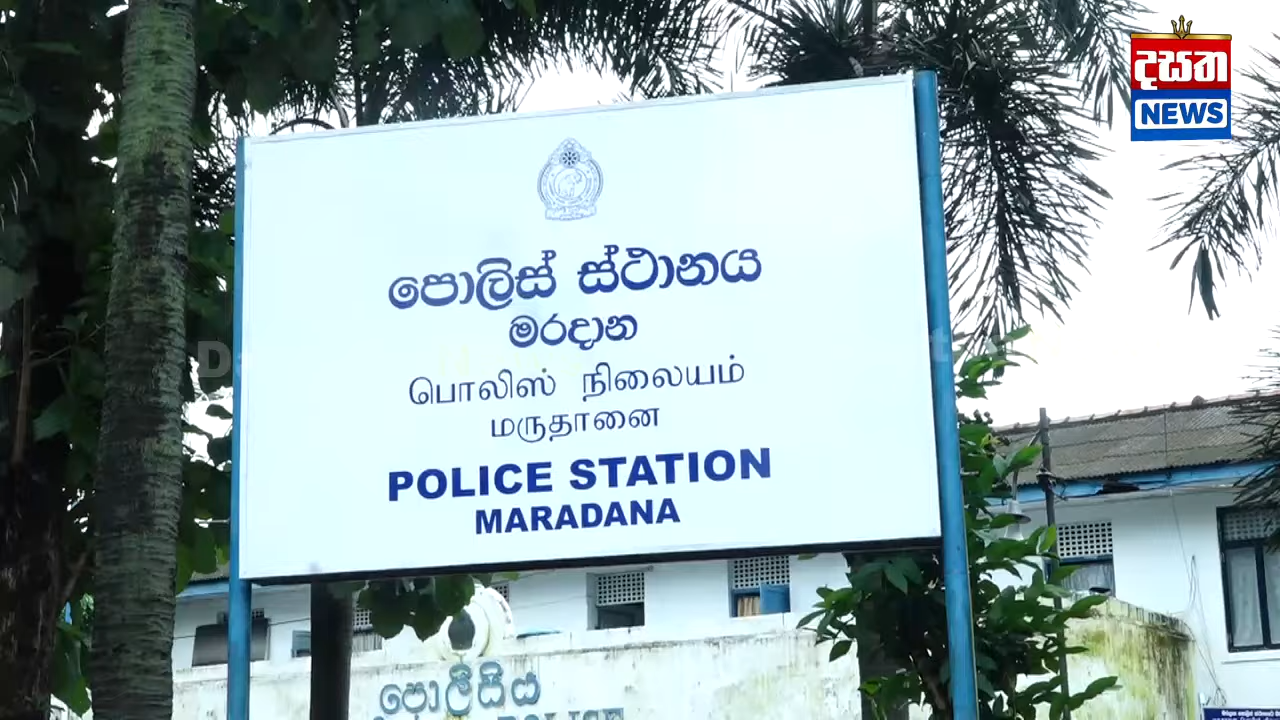 දසත
NEWS
පොලිස් ස්ථානය
මරදාන
பொலிஸ் நிலையம்
மருதானை
POLICE STATION
MARADANA
පොලීසිය